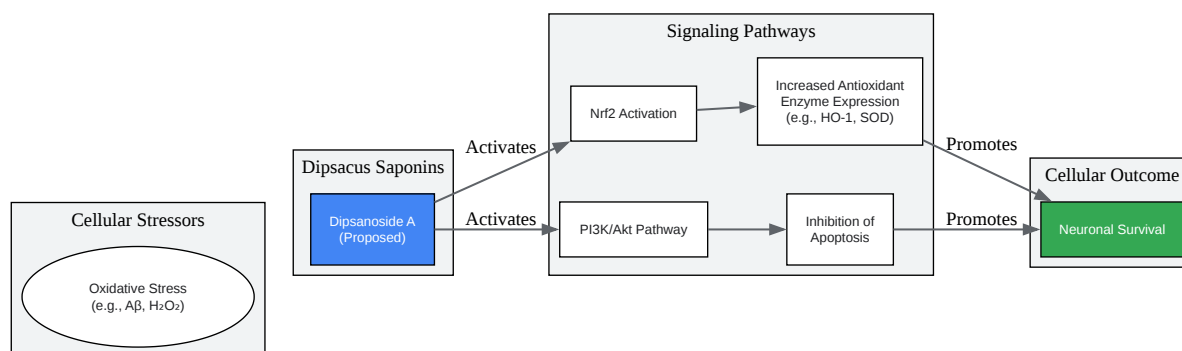 Cellular Stressors
Oxidative Stress
(e.g., Aβ, H₂O₂)
Dipsacus Saponins
Dipsanoside A
(Proposed)
Activates
Activates
Signaling Pathways
Nrf2 Activation
Increased Antioxidant
Enzyme Expression
(e.g., HO-1, SOD)
PI3K/Akt Pathway
Inhibition of
Apoptosis
Promotes
Promotes
Cellular Outcome
Neuronal Survival